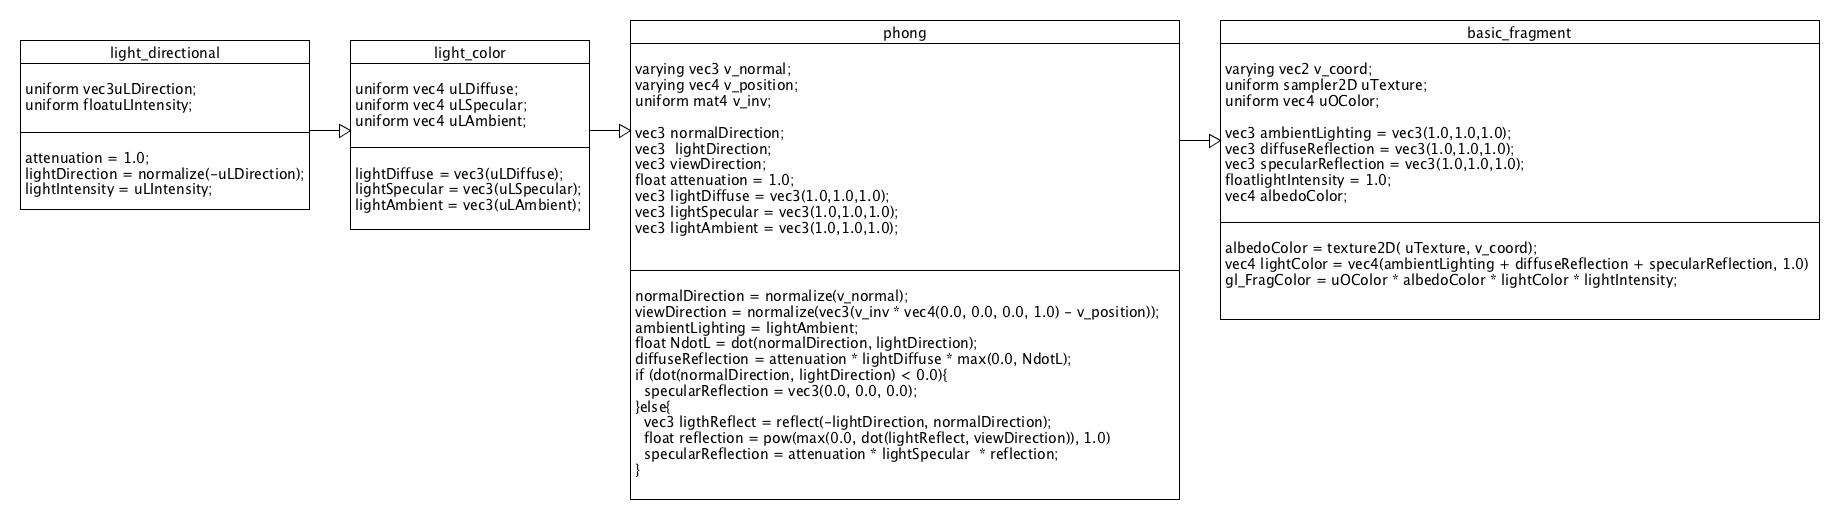 light_directional
uniform vec3uLDirection;
uniform floatuLIntensity;
attenuation = 1.0;
lightDirection = normalize(-uLDirection);
lightIntensity = uLIntensity;
light_color
uniform vec4 uLDiffuse;
uniform vec4 uLSpecular;
uniform vec4 uLAmbient;
lightDiffuse = vec3(uLDiffuse);
lightSpecular = vec3(uLSpecular);
lightAmbient = vec3(uLAmbient);
phong
varying vec3 v_normal;
varying vec4 v_position;
uniform mat4 v_inv;
vec3 normalDirection;
vec3  lightDirection;
vec3 viewDirection;
float attenuation = 1.0;
vec3 lightDiffuse = vec3(1.0,1.0,1.0);
vec3 lightSpecular = vec3(1.0,1.0,1.0);
vec3 lightAmbient = vec3(1.0,1.0,1.0);
normalDirection = normalize(v_normal);
viewDirection = normalize(vec3(v_inv * vec4(0.0, 0.0, 0.0, 1.0) - v_position));
ambientLighting = lightAmbient;
float NdotL = dot(normalDirection, lightDirection);
diffuseReflection = attenuation * lightDiffuse * max(0.0, NdotL);
if (dot(normalDirection, lightDirection) < 0.0){
  specularReflection = vec3(0.0, 0.0, 0.0);
}else{
  vec3 ligthReflect = reflect(-lightDirection, normalDirection);
  float reflection = pow(max(0.0, dot(lightReflect, viewDirection)), 1.0)
  specularReflection = attenuation * lightSpecular  * reflection;
}
basic_fragment
varying vec2 v_coord;
uniform sampler2D uTexture;
uniform vec4 uOColor;
vec3 ambientLighting = vec3(1.0,1.0,1.0);
vec3 diffuseReflection = vec3(1.0,1.0,1.0);
vec3 specularReflection = vec3(1.0,1.0,1.0);
floatlightIntensity = 1.0;
vec4 albedoColor;
albedoColor = texture2D( uTexture, v_coord);
vec4 lightColor = vec4(ambientLighting + diffuseReflection + specularReflection, 1.0)
gl_FragColor = uOColor * albedoColor * lightColor * lightIntensity;